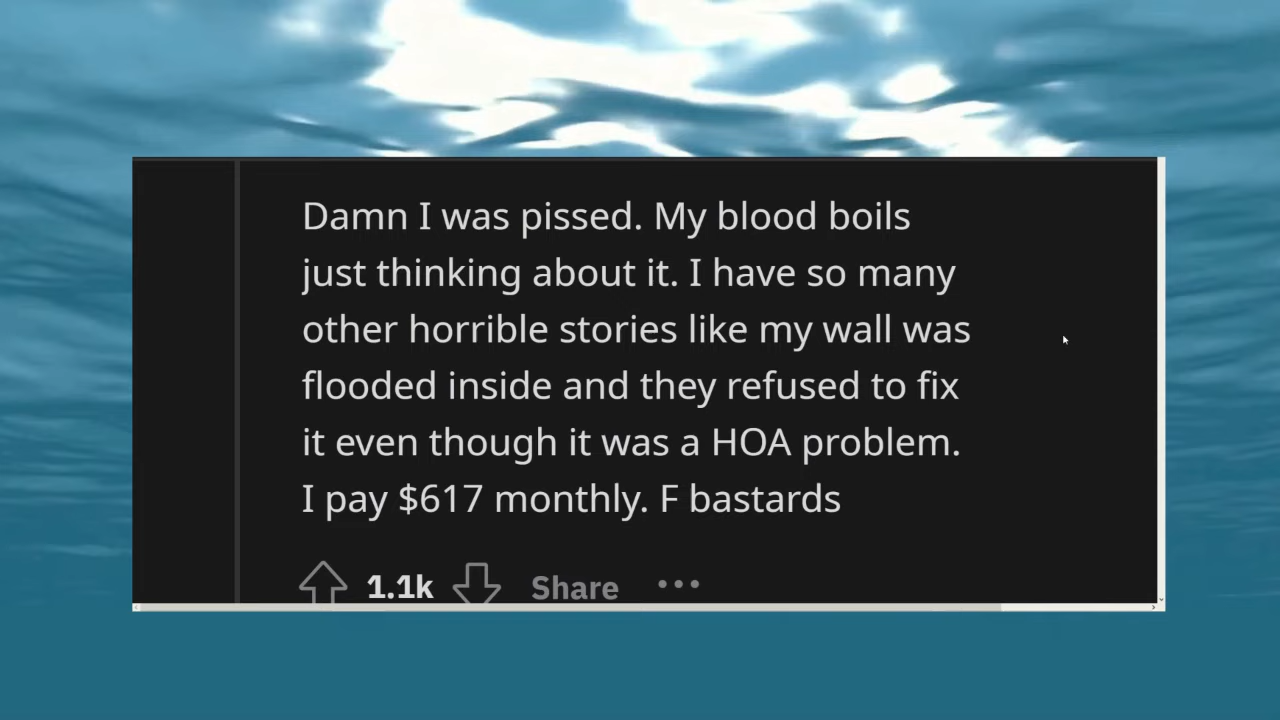 Damn I was pissed. My blood boils
just thinking about it. I have so many
other horrible stories like my wall was
flooded inside and they refused to fix
it even though it was a HOA problem.
I pay $617 monthly. F bastards
1.1k Share